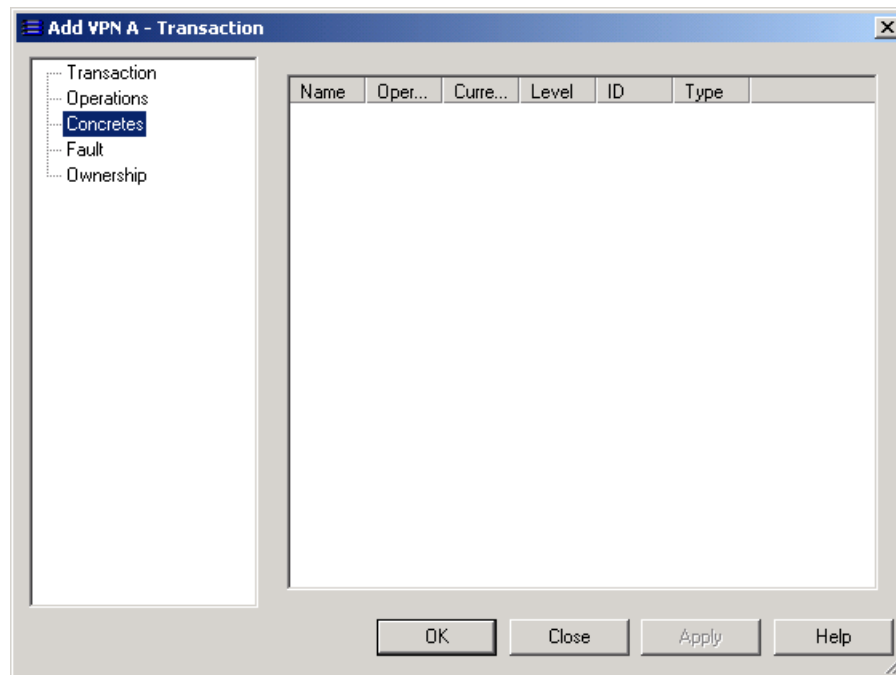 Add VPN A - Transaction
Transaction
Operations
Concretes
Fault
Ownership
Name Oper... Curre... Level ID Type
OK Close Apply Help